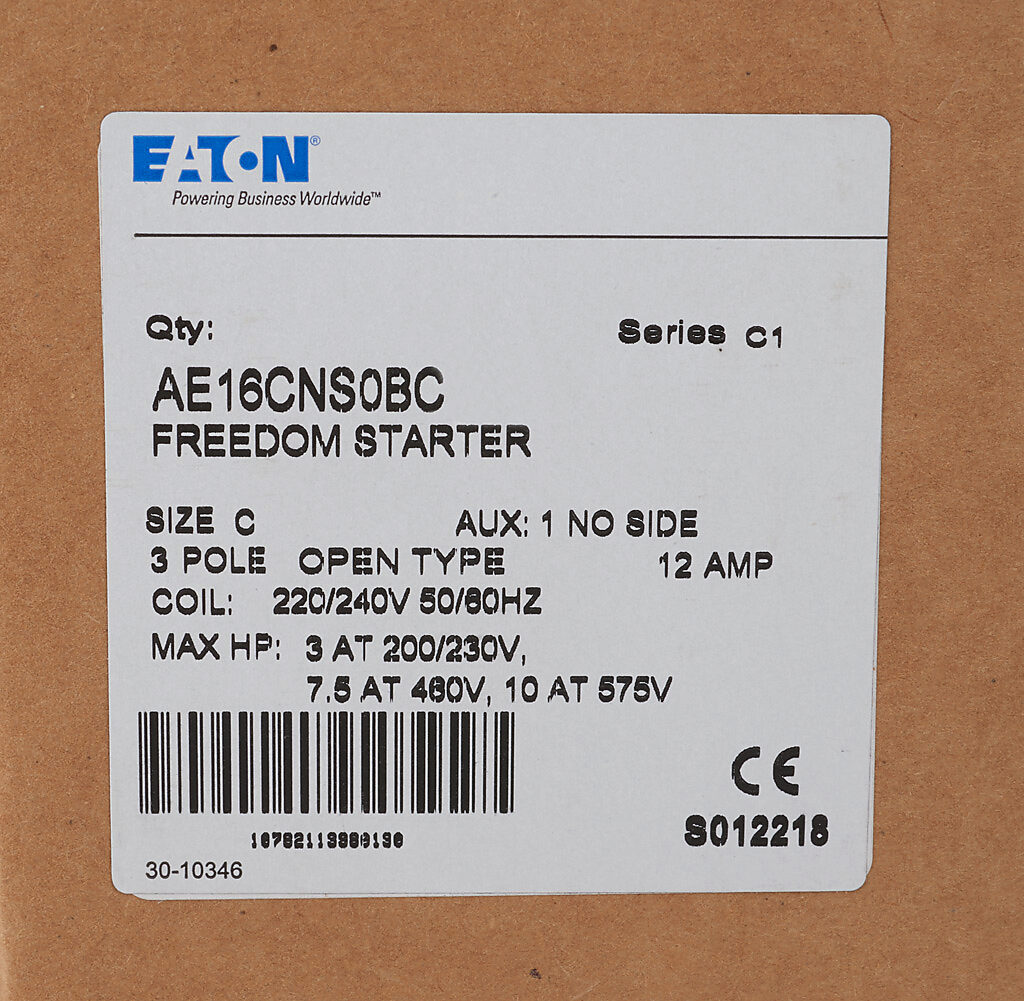 EATON®
Powering Business Worldwide™
Qty:
Series C1
AE16CNS0BC
FREEDOM STARTER
SIZE C AUX: 1 NO SIDE
3 POLE OPEN TYPE 12 AMP
COIL: 220/240V 50/60HZ
MAX HP: 3 AT 200/230V,
7.5 AT 460V, 10 AT 575V
CE
S012218
30-10346